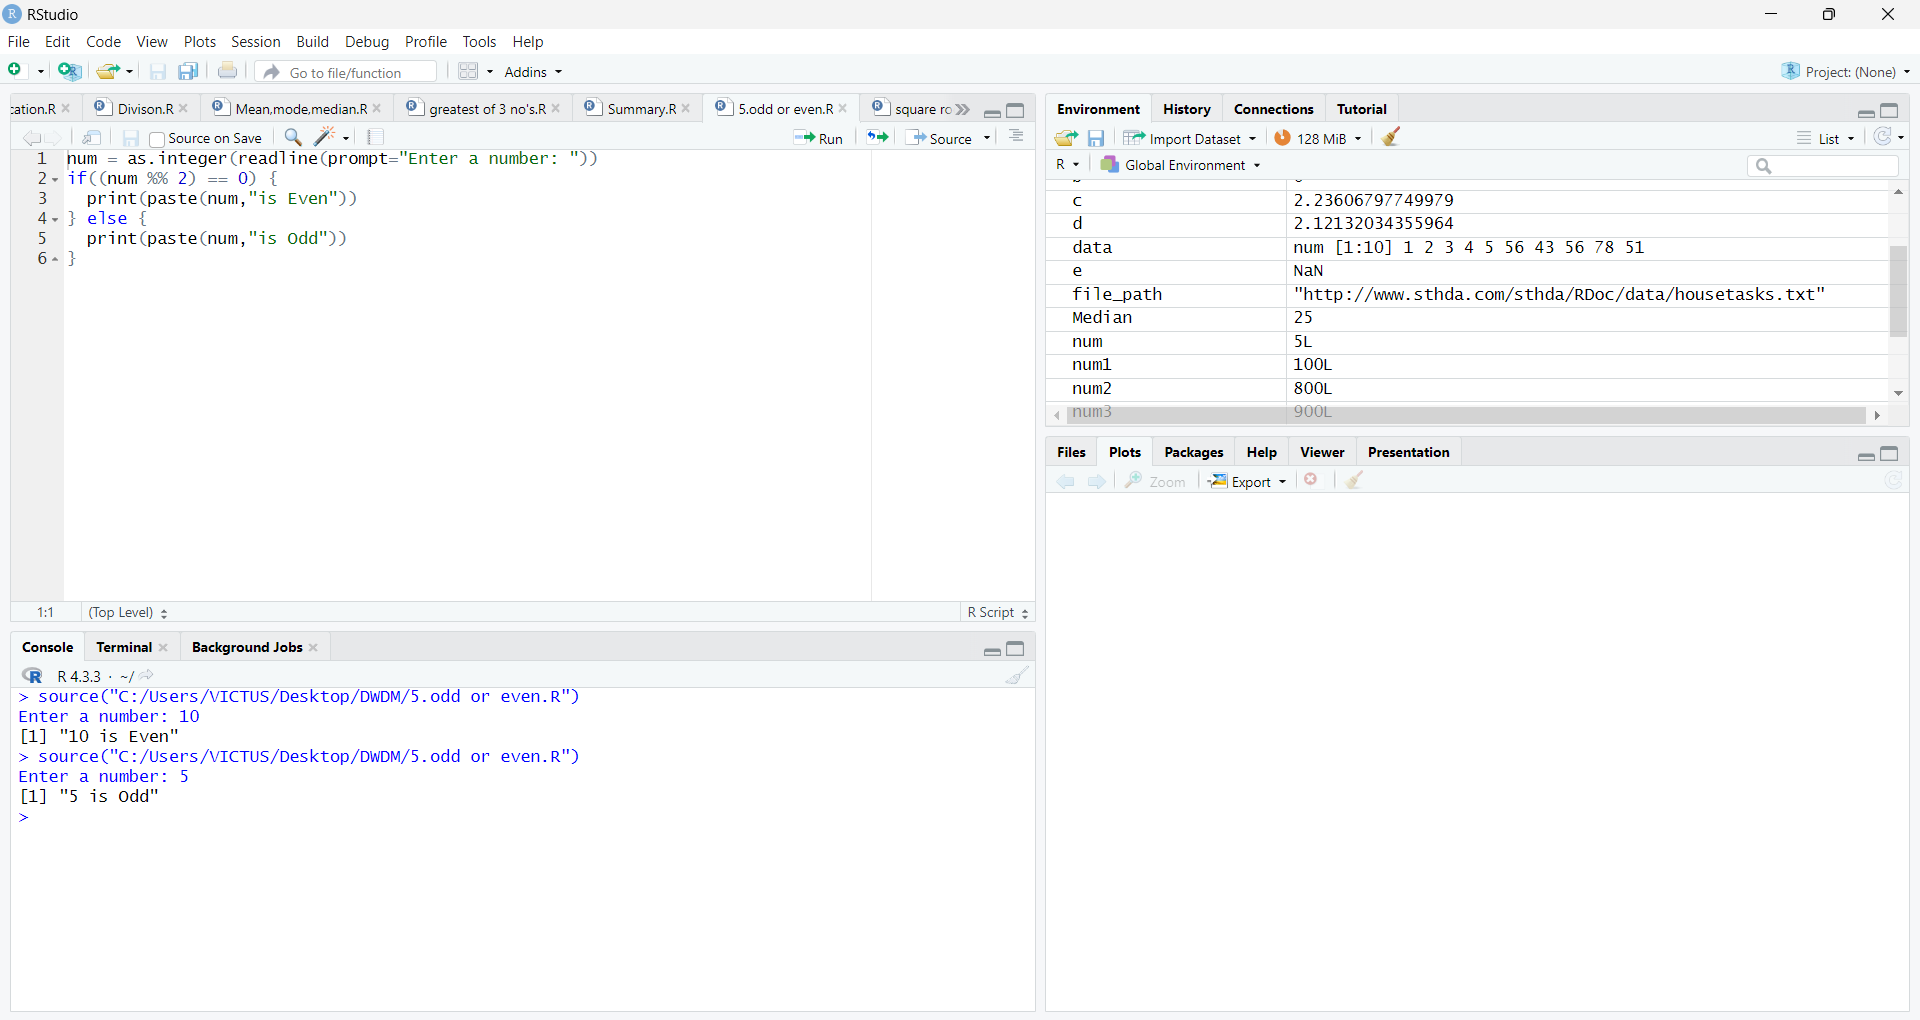 RStudio
File Edit Code View Plots Session Build Debug Profile Tools Help
Go to file/function Addins Project: (None)
cation.R Divison.R Mean,mode,median.R greatest of 3 no's.R Summary.R 5.odd or even.R square ro
Source on Save Run Source
1 num = as.integer(readline(prompt="Enter a number: "))
2 if((num %% 2) == 0) {
3 print(paste(num,"is Even"))
4 } else {
5 print(paste(num,"is Odd"))
6 }
1:1 (Top Level) R Script
Console Terminal Background Jobs
R 4.3.3 · ~/
> source("C:/Users/VICTUS/Desktop/DWDM/5.odd or even.R")
Enter a number: 10
[1] "10 is Even"
> source("C:/Users/VICTUS/Desktop/DWDM/5.odd or even.R")
Enter a number: 5
[1] "5 is Odd"
>
Environment History Connections Tutorial
Import Dataset 128 MiB List
R Global Environment
c 2.23606797749979
d 2.12132034355964
data num [1:10] 1 2 3 4 5 56 43 56 78 51
e NaN
file_path "http://www.sthda.com/sthda/RDoc/data/housetasks.txt"
Median 25
num 5L
num1 100L
num2 800L
num3 900L
Files Plots Packages Help Viewer Presentation
Zoom Export